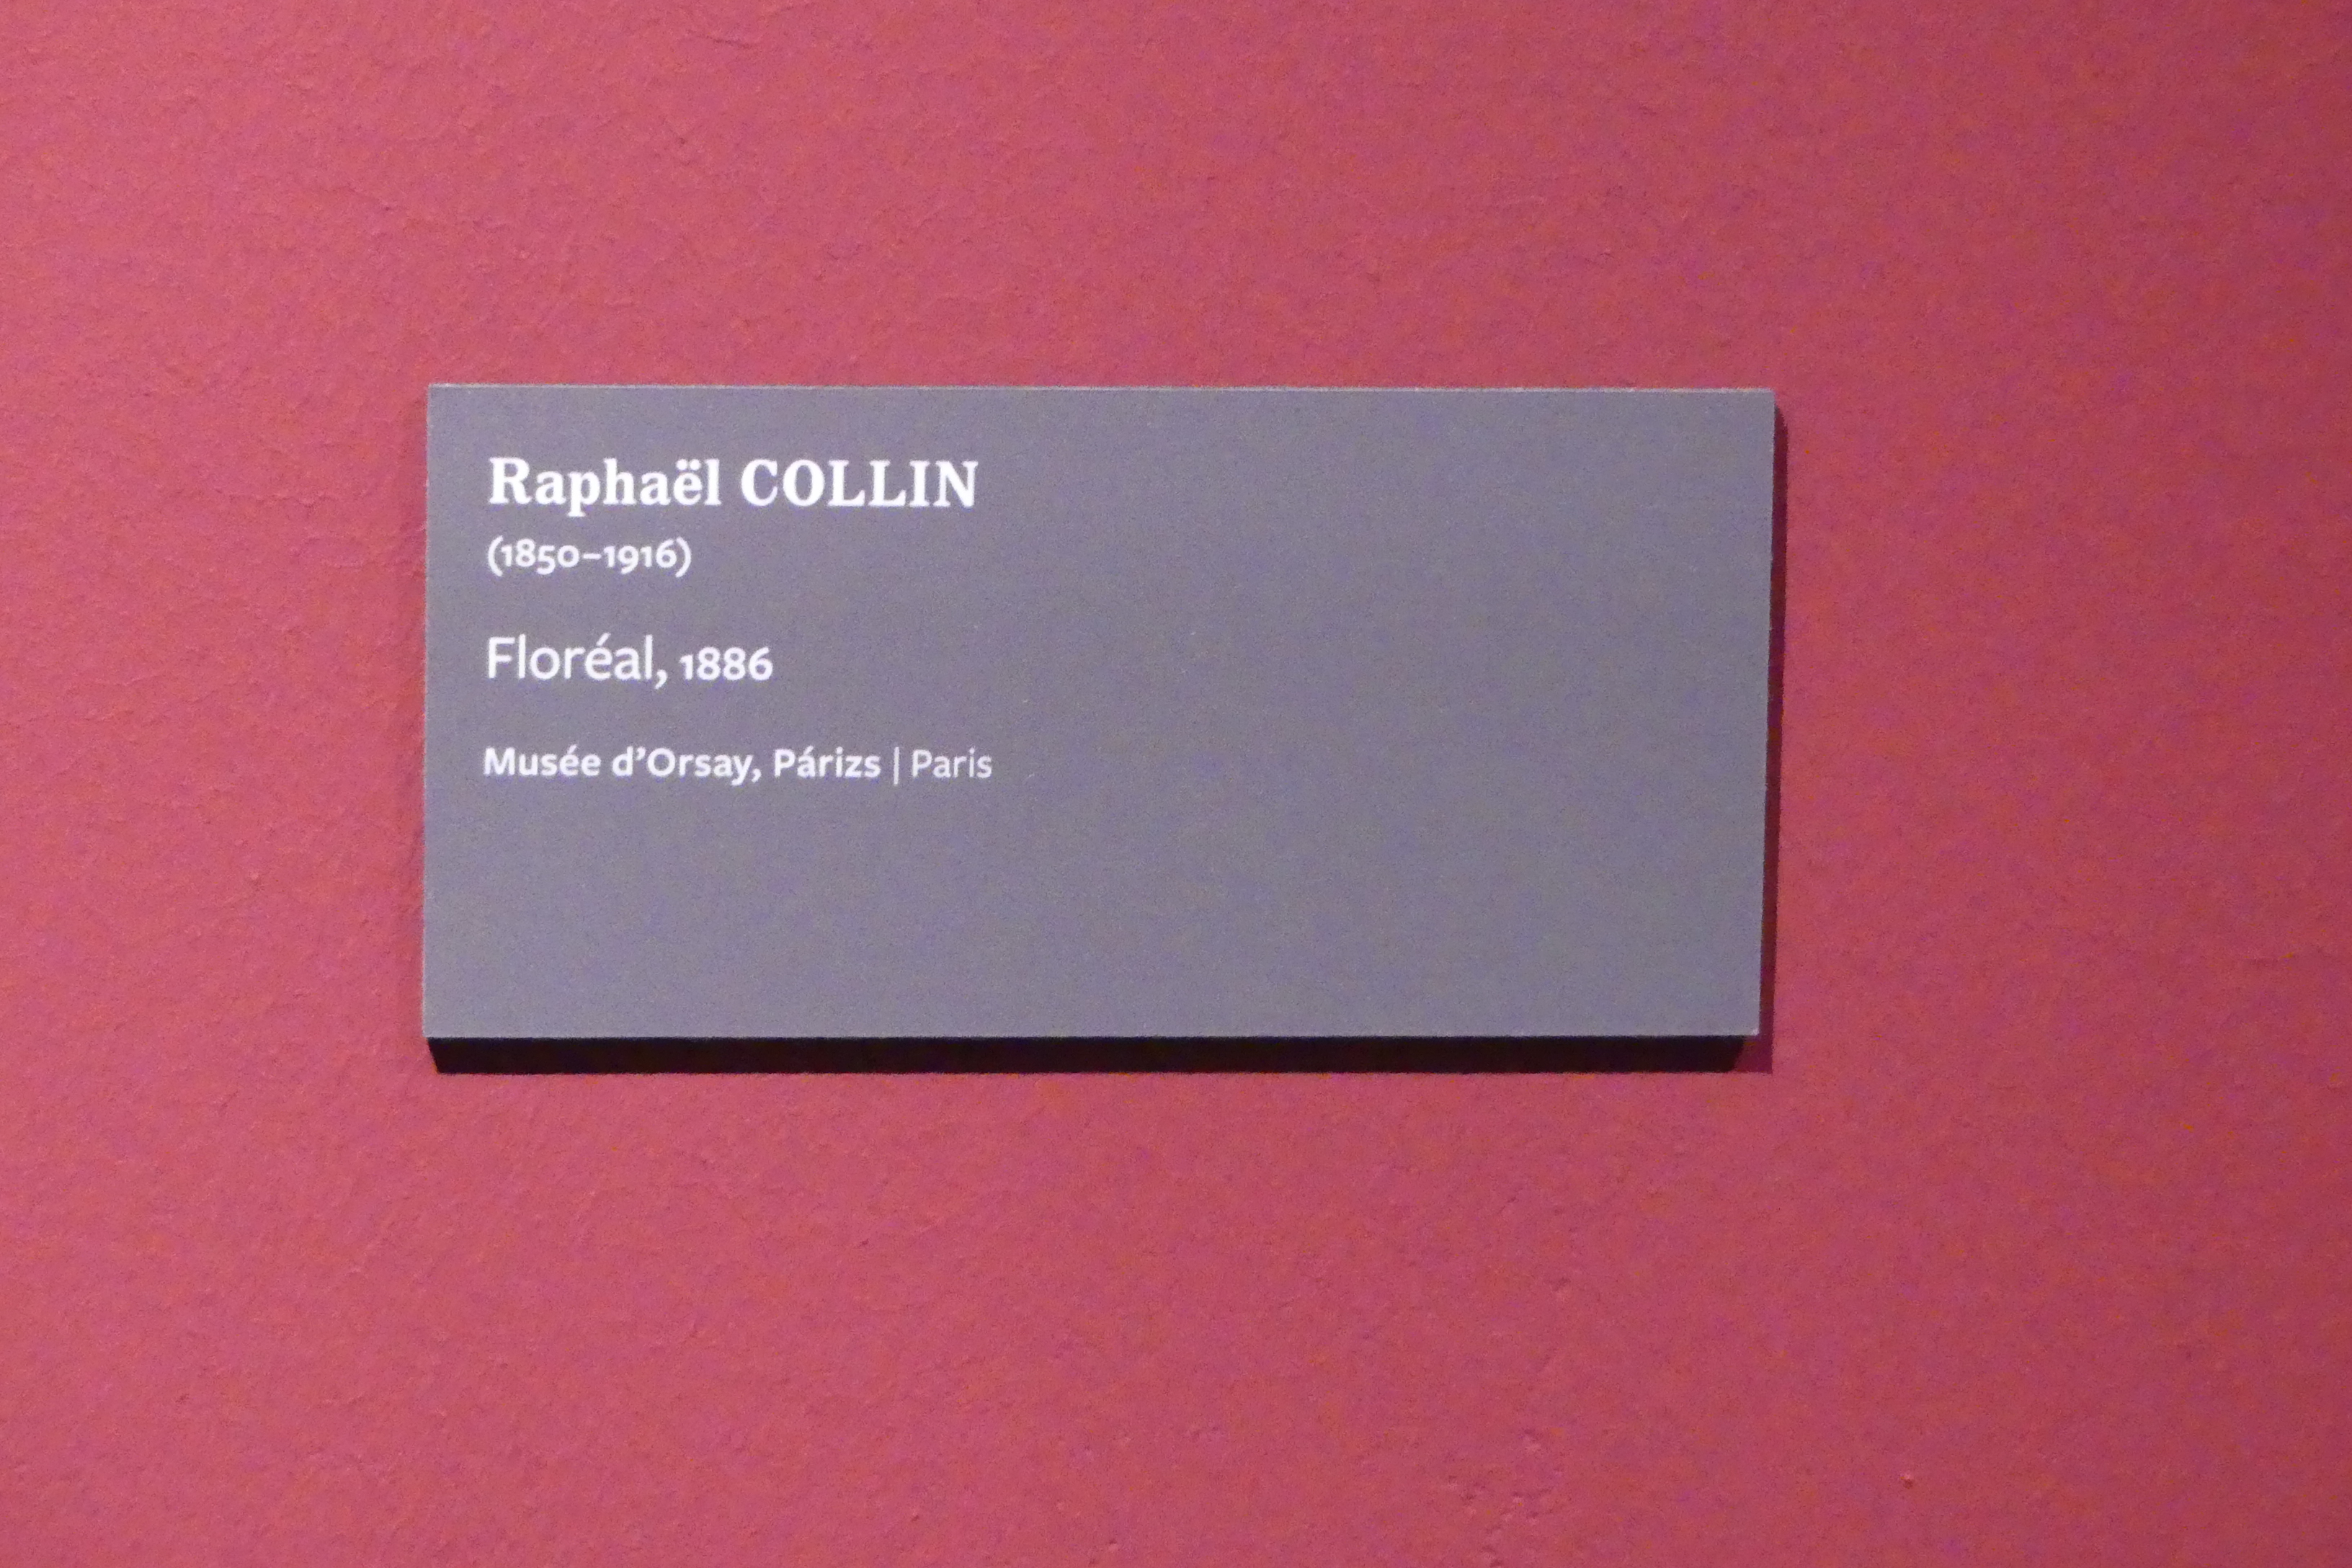 Raphaël COLLIN
(1850–1916)
Floréal, 1886
Musée d’Orsay, Párizs | Paris